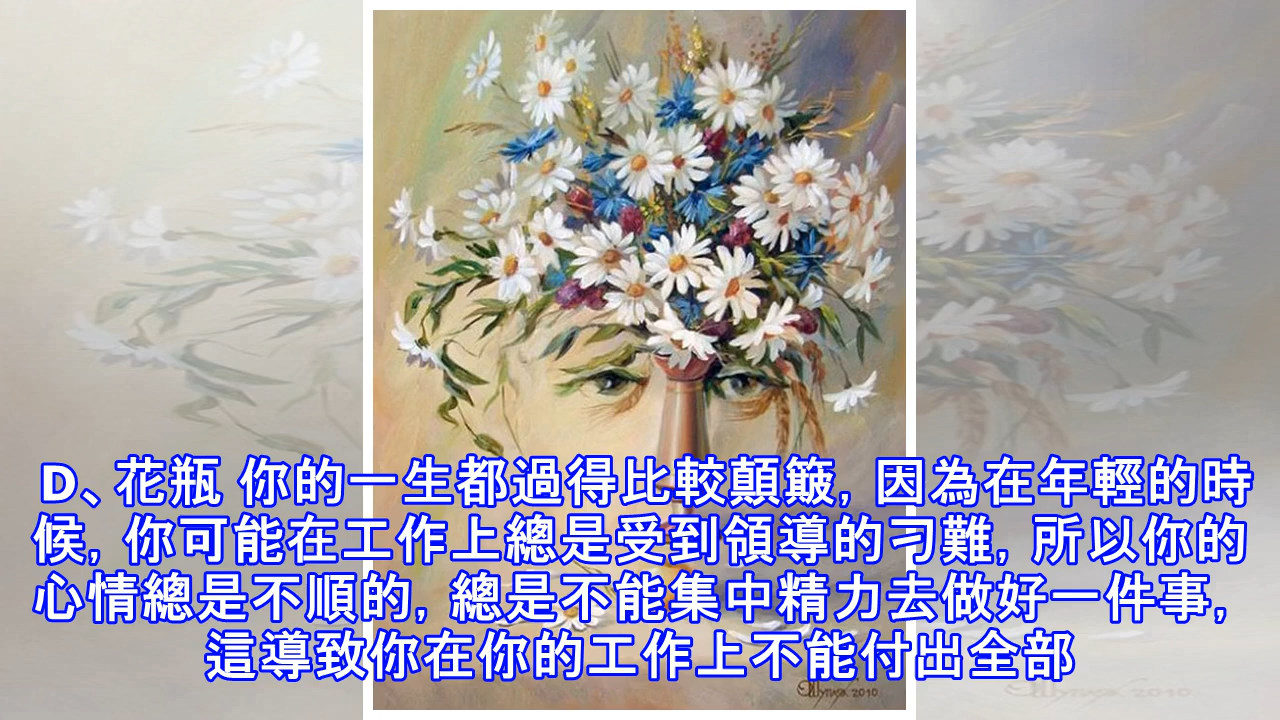 D、花瓶 你的一生都過得比較顛簸, 因為在年輕的時
候, 你可能在工作上總是受到領導的刁難, 所以你的
心情總是不順的, 總是不能集中精力去做好一件事,
這導致你在你的工作上不能付出全部
2010